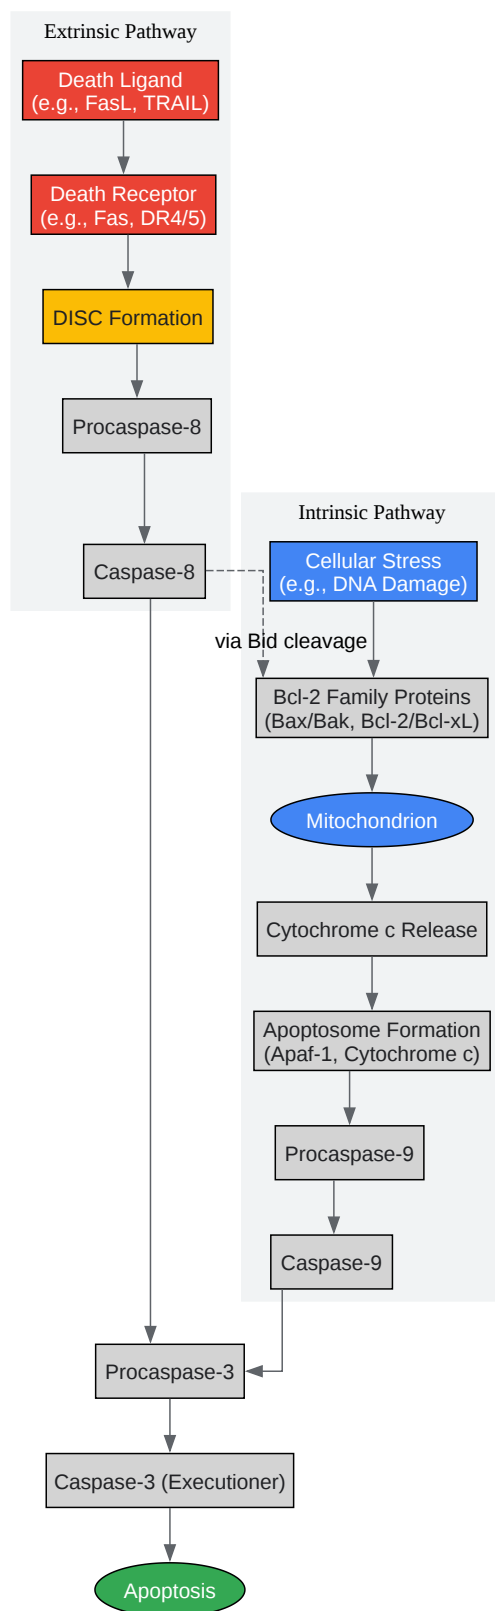 Extrinsic Pathway
Death Ligand
(e.g., FasL, TRAIL)
Death Receptor
(e.g., Fas, DR4/5)
DISC Formation
Procaspase-8
Caspase-8
Intrinsic Pathway
Cellular Stress
(e.g., DNA Damage)
via Bid cleavage
Bcl-2 Family Proteins
(Bax/Bak, Bcl-2/Bcl-xL)
Mitochondrion
Cytochrome c Release
Apoptosome Formation
(Apaf-1, Cytochrome c)
Procaspase-9
Caspase-9
Procaspase-3
Caspase-3 (Executioner)
Apoptosis